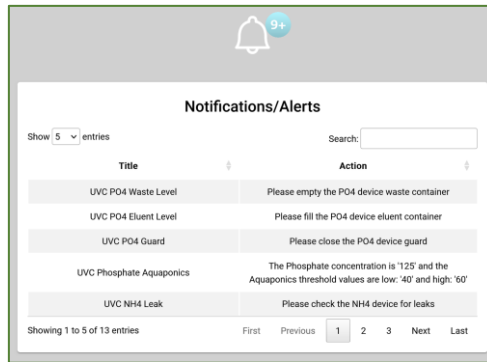 9+
Notifications/Alerts
Show 5 entries
Search:
Title Action
UVC PO4 Waste Level Please empty the PO4 device waste container
UVC PO4 Eluent Level Please fill the PO4 device eluent container
UVC PO4 Guard Please close the PO4 device guard
UVC Phosphate Aquaponics The Phosphate concentration is '125' and the
Aquaponics threshold values are low: '40' and high: '60'
UVC NH4 Leak Please check the NH4 device for leaks
Showing 1 to 5 of 13 entries First Previous 1 2 3 Next Last